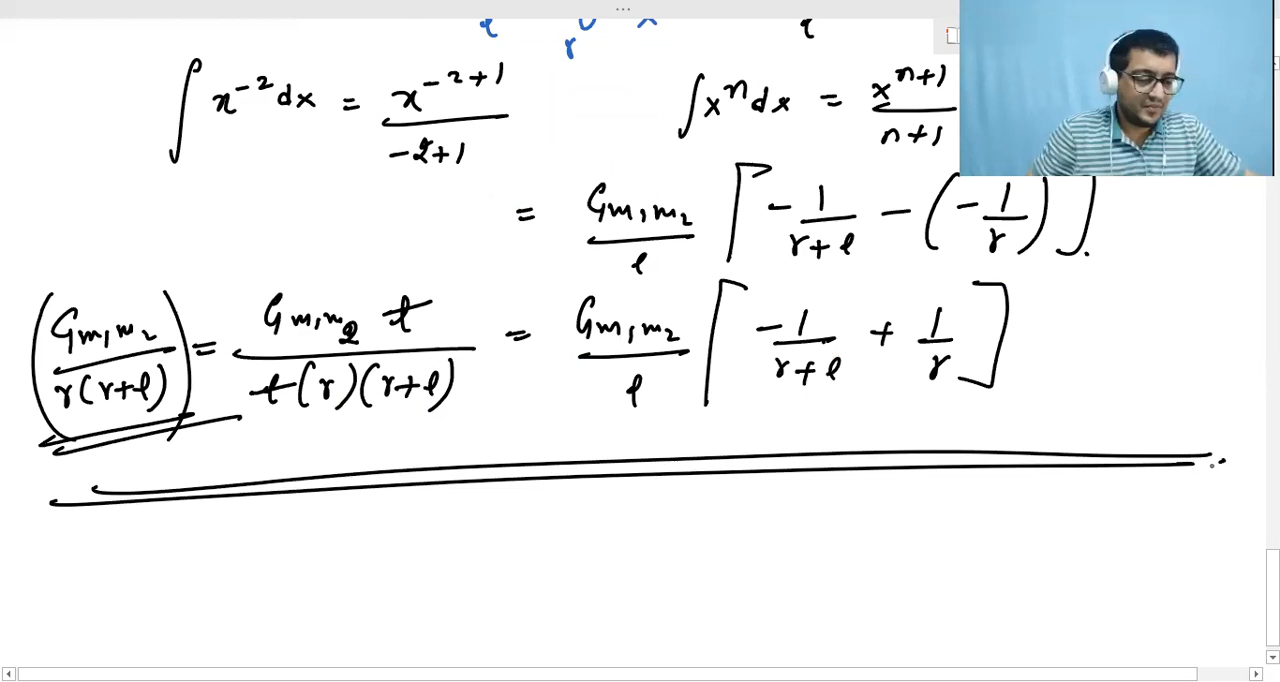 ∫ x^-2 dx = x^(-2+1) / (-2+1)    ∫ x^n dx = x^(n+1) / (n+1)
= Gm₁m₂ / l [ -1/(r+l) - (-1/r) ]
(Gm₁m₂ / r(r+l)) = Gm₁m₂ l / l(r)(r+l) = Gm₁m₂ / l [ -1/(r+l) + 1/r ]